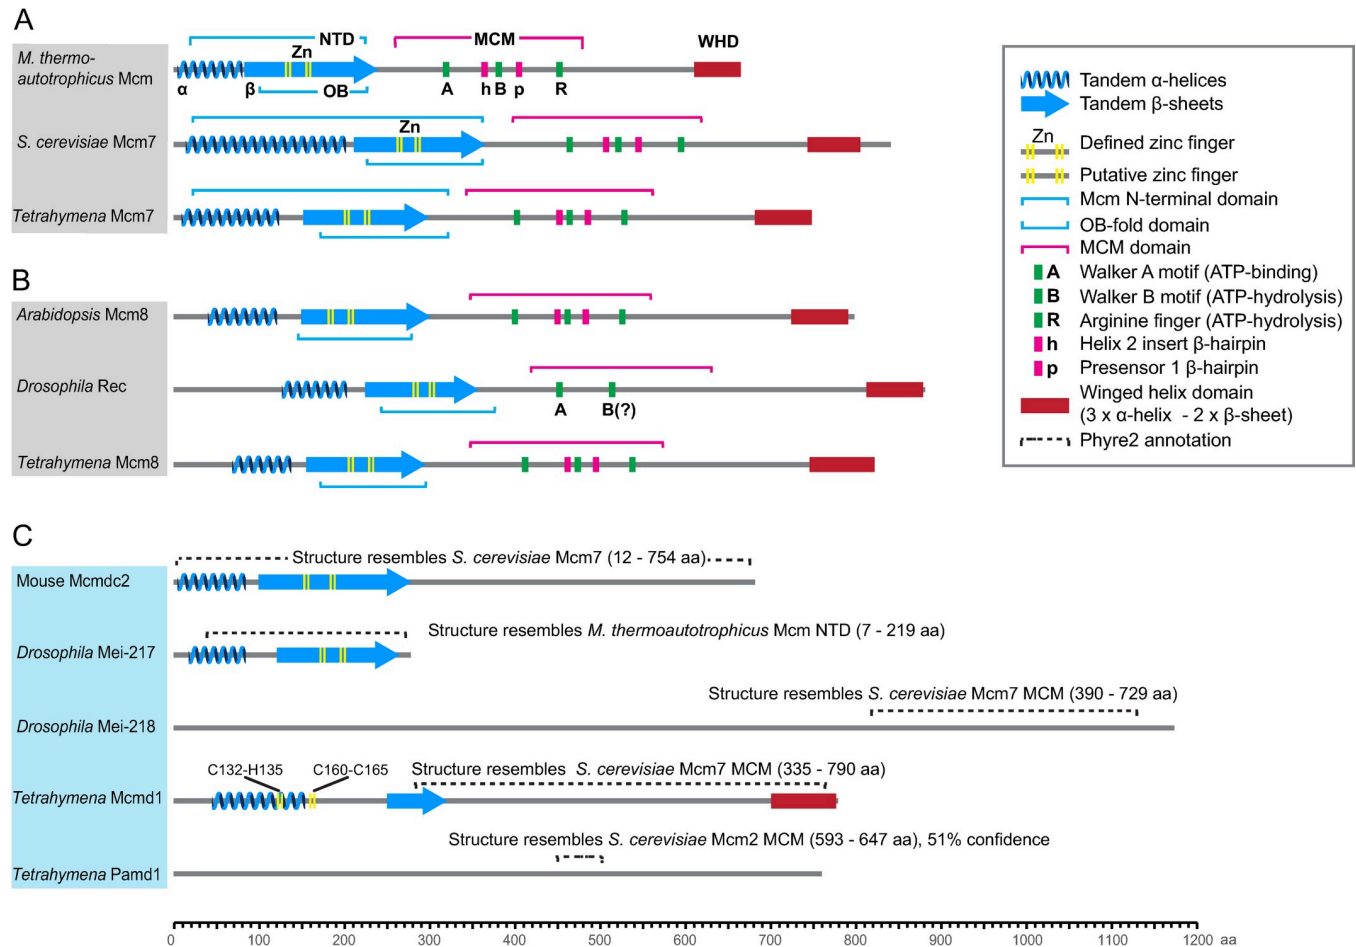 A
NTD
MCM
WHD
Zn
M. thermo-
autotrophicus Mcm
α
β
OB
A
h
B
p
R
S. cerevisiae Mcm7
Zn
Tetrahymena Mcm7
B
Arabidopsis Mcm8
Drosophila Rec
A
B(?)
Tetrahymena Mcm8
Tandem α-helices
Tandem β-sheets
Zn
Defined zinc finger
Putative zinc finger
Mcm N-terminal domain
OB-fold domain
MCM domain
A Walker A motif (ATP-binding)
B Walker B motif (ATP-hydrolysis)
R Arginine finger (ATP-hydrolysis)
h Helix 2 insert β-hairpin
p Presensor 1 β-hairpin
Winged helix domain
(3 x α-helix - 2 x β-sheet)
Phyre2 annotation
C
Structure resembles S. cerevisiae Mcm7 (12 - 754 aa)
Mouse Mcmdc2
Structure resembles M. thermoautotrophicus Mcm NTD (7 - 219 aa)
Drosophila Mei-217
Structure resembles S. cerevisiae Mcm7 MCM (390 - 729 aa)
Drosophila Mei-218
C132-H135
C160-C165
Structure resembles S. cerevisiae Mcm7 MCM (335 - 790 aa)
Tetrahymena Mcmd1
Structure resembles S. cerevisiae Mcm2 MCM (593 - 647 aa), 51% confidence
Tetrahymena Pamd1
0 100 200 300 400 500 600 700 800 900 1000 1100 1200 aa